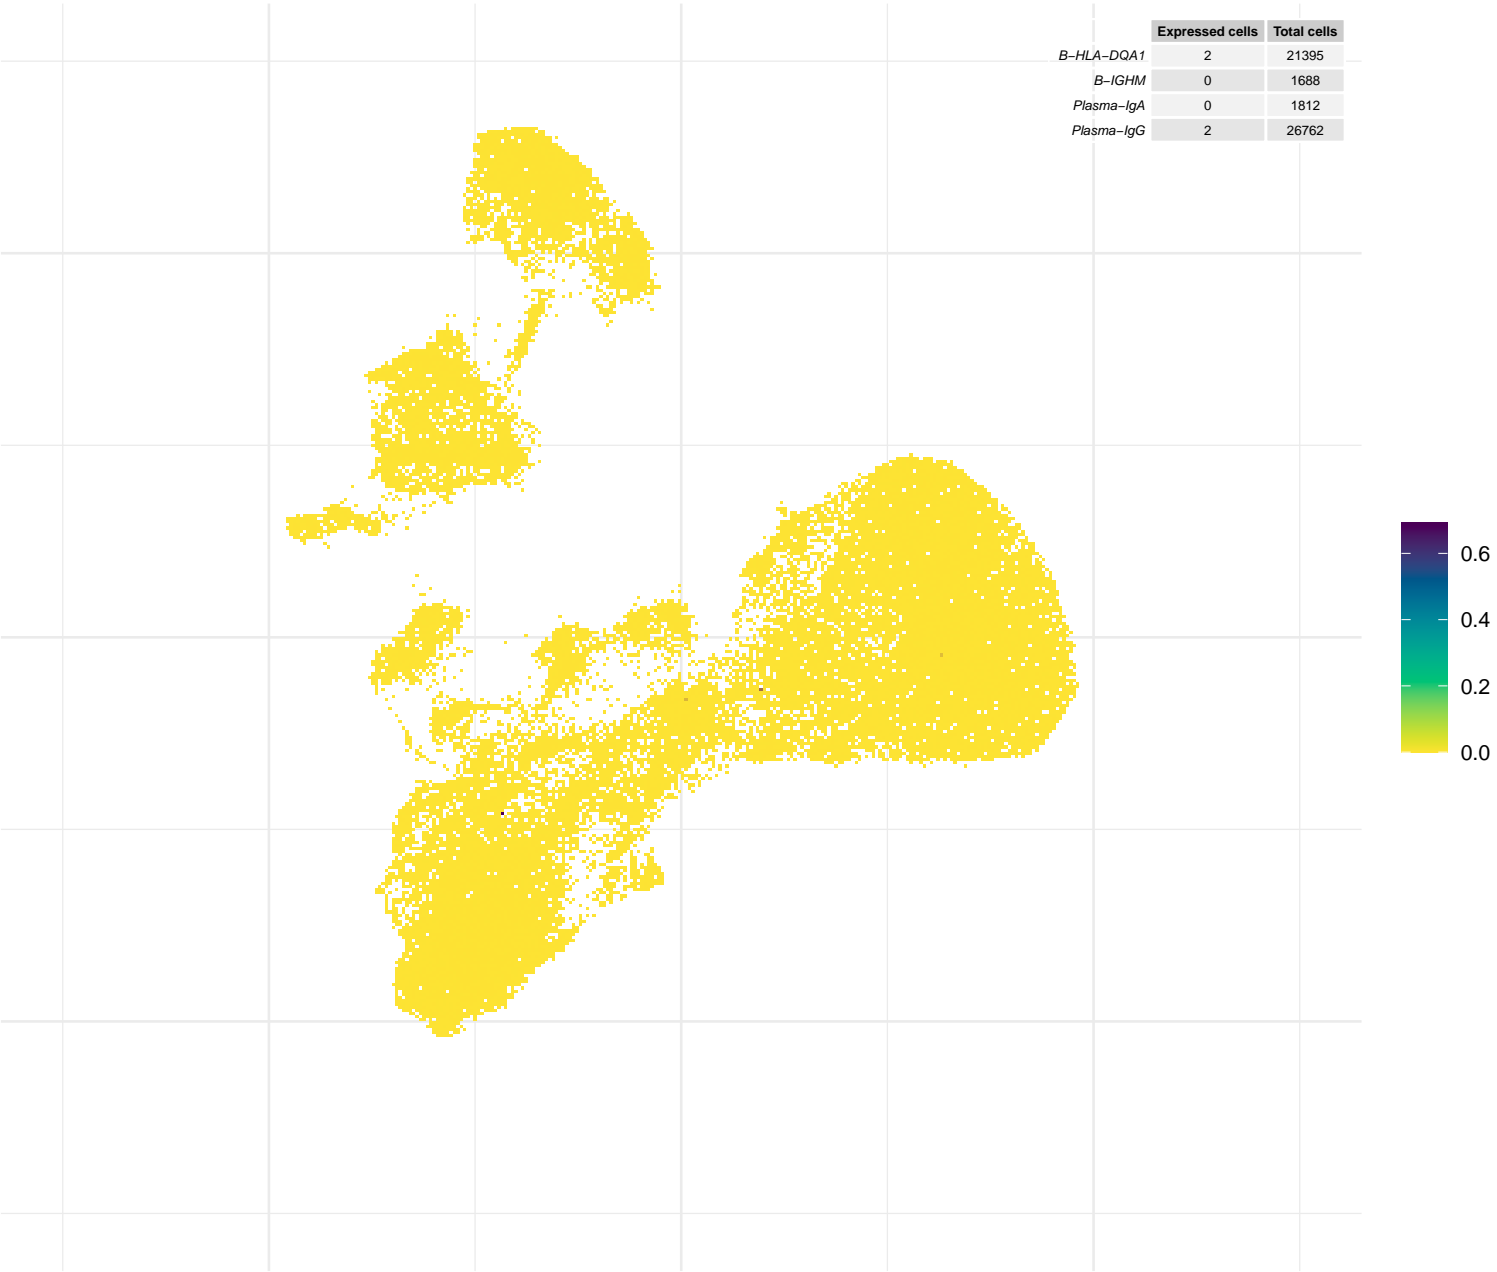 Expressed cells Total cells
B−HLA−DQA1 2 21395
B−IGHM 0 1688
Plasma−IgA 0 1812
Plasma−IgG 2 26762
0.6
0.4
0.2
0.0